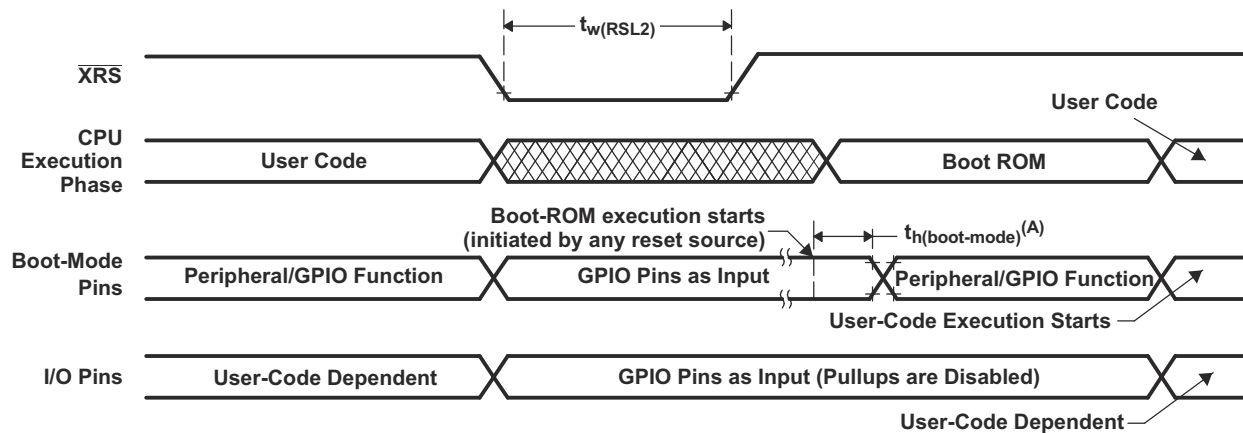 tw(RSL2)
XRS
User Code
CPU
Execution
Phase
User Code
Boot ROM
Boot-ROM execution starts
(initiated by any reset source)
th(boot-mode)(A)
Boot-Mode
Pins
Peripheral/GPIO Function
GPIO Pins as Input
Peripheral/GPIO Function
User-Code Execution Starts
I/O Pins
User-Code Dependent
GPIO Pins as Input (Pullups are Disabled)
User-Code Dependent